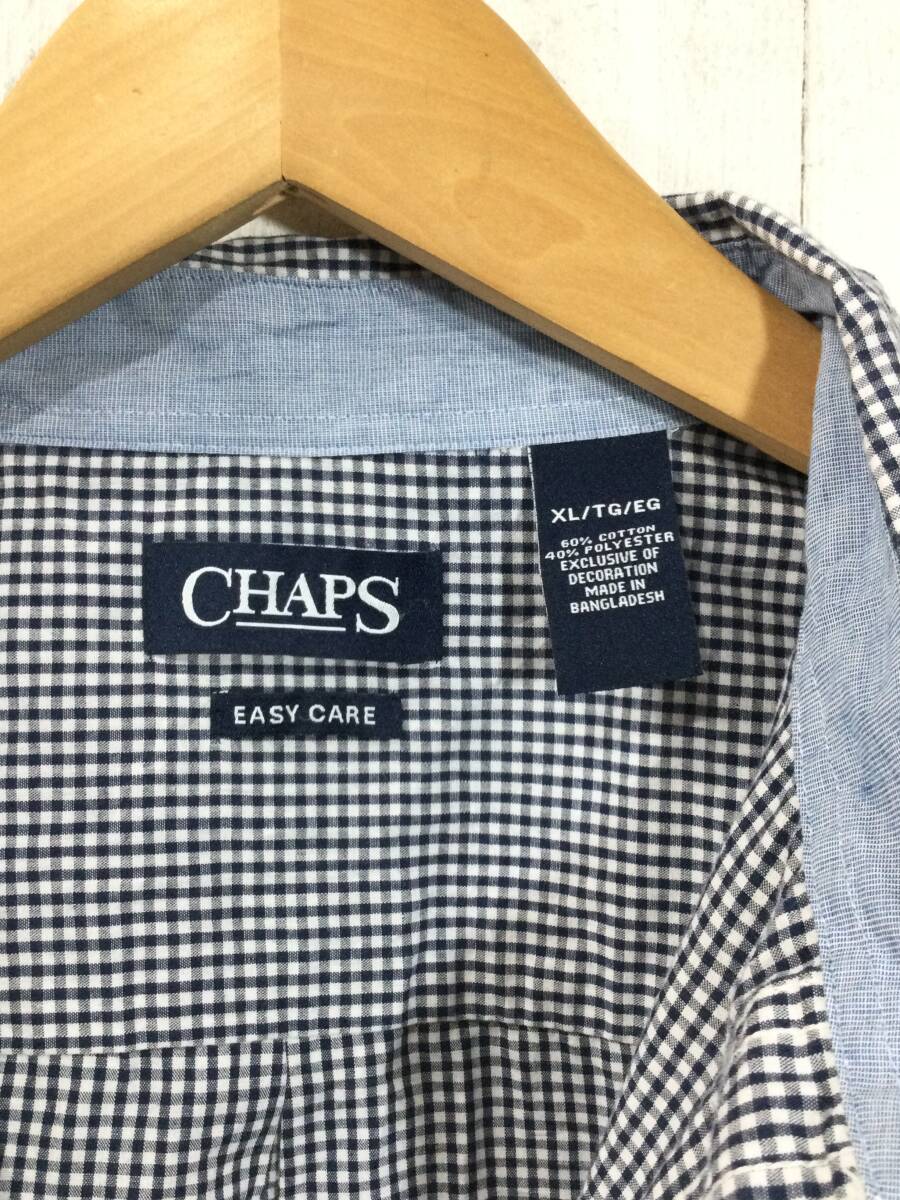 CHAPS
EASY CARE
XL/TG/EG
60% COTTON
40% POLYESTER
EXCLUSIVE OF
DECORATION
MADE IN
BANGLADESH